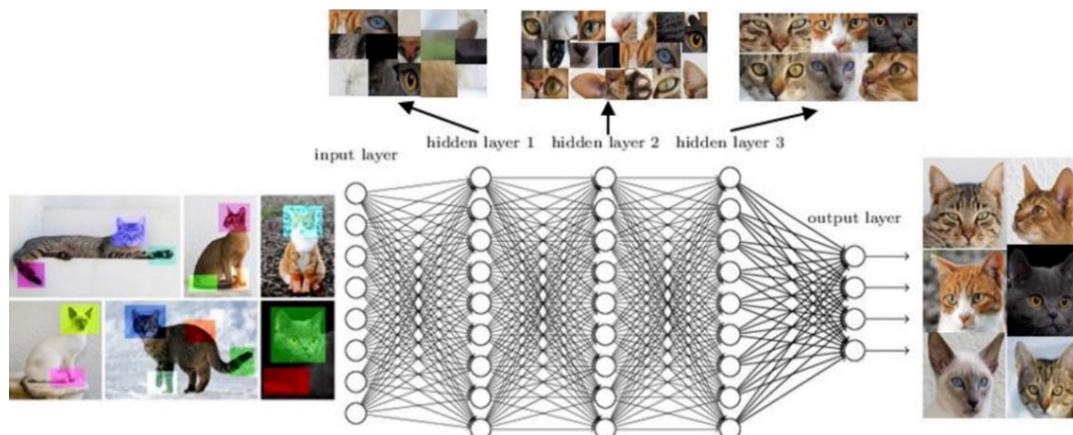 hidden layer 1
hidden layer 2
hidden layer 3
input layer
output layer